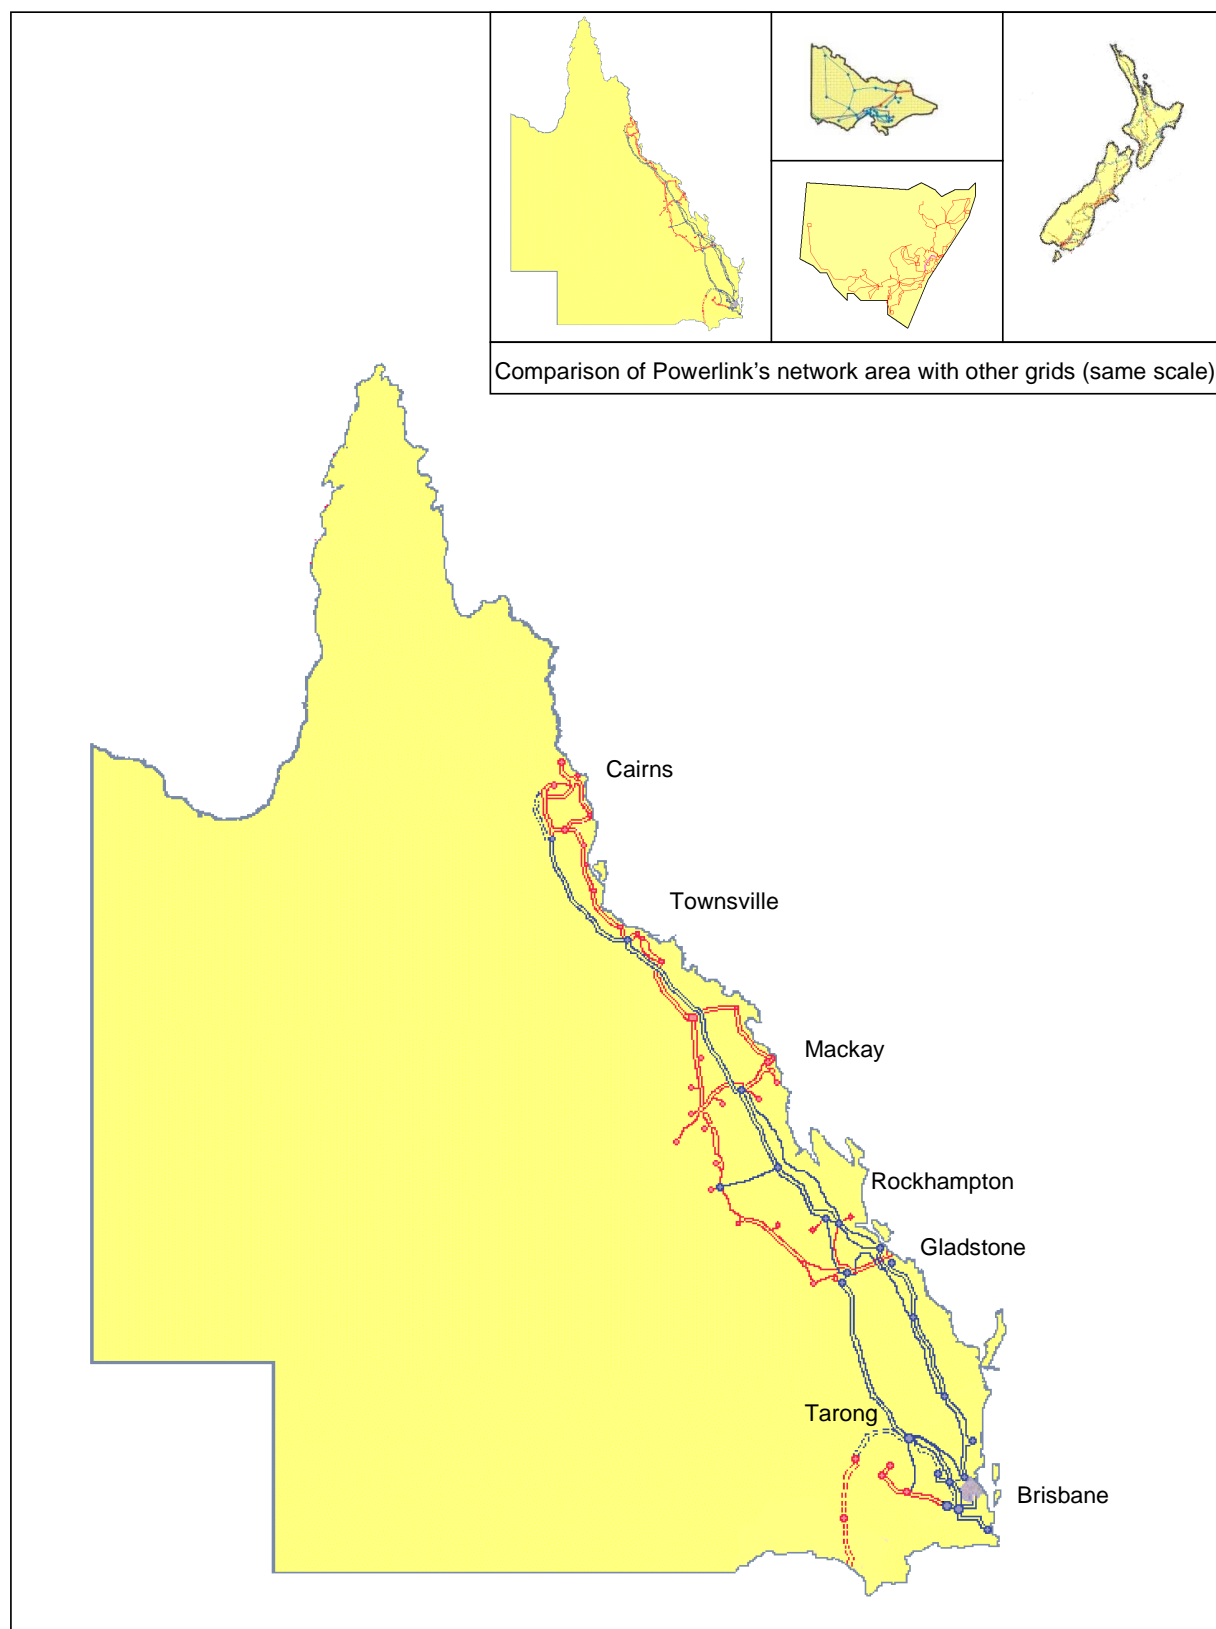 Comparison of Powerlink’s network area with other grids (same scale)
Cairns
Townsville
Mackay
Rockhampton
Gladstone
Tarong
Brisbane